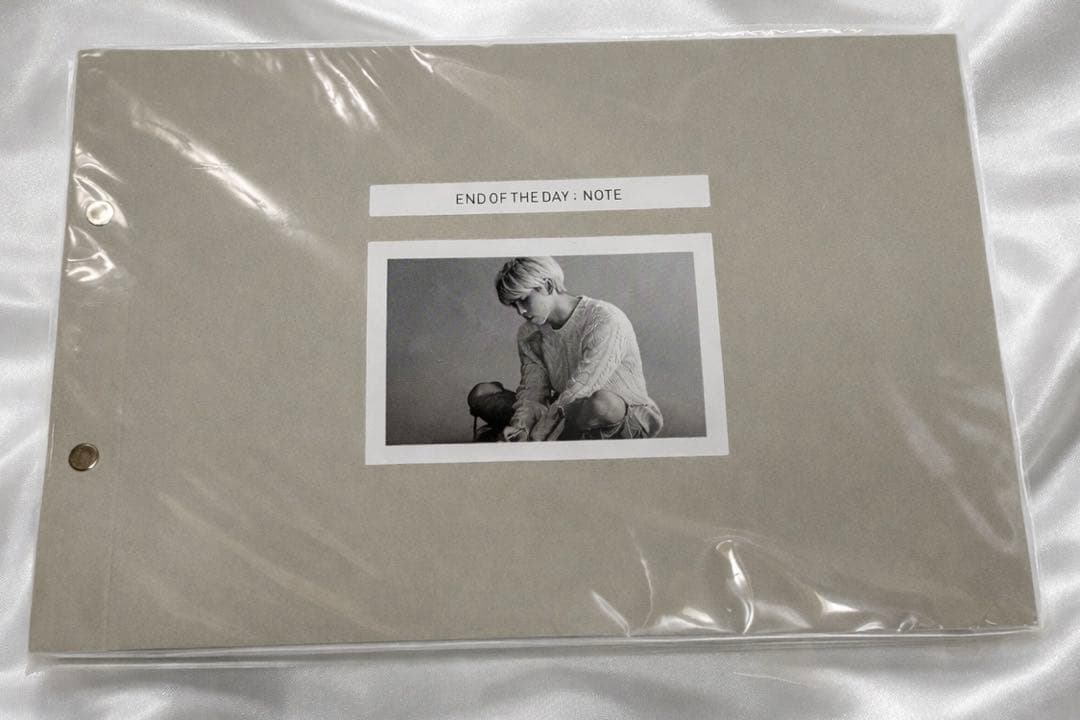 END OF THE DAY : NOTE